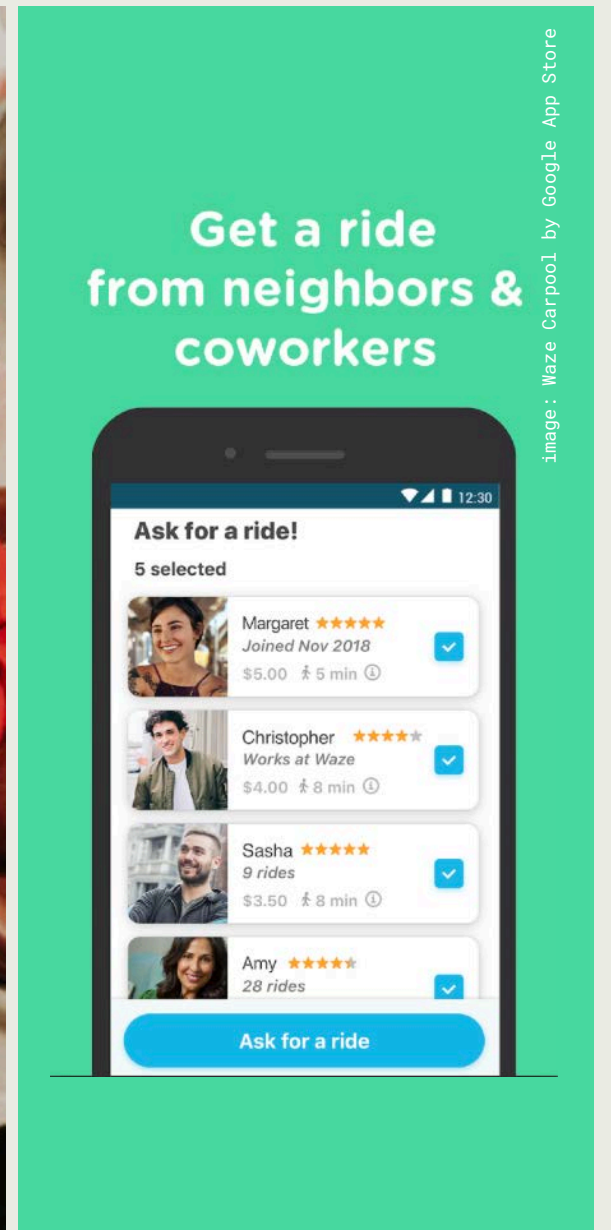 image: Waze Carpool by Google App Store
Get a ride
from neighbors &
coworkers
12:30
Ask for a ride!
5 selected
Margaret
Joined Nov 2018
$5.00 5 min
Christopher
Works at Waze
$4.00 8 min
Sasha
9 rides
$3.50 8 min
Amy
28 rides
Ask for a ride